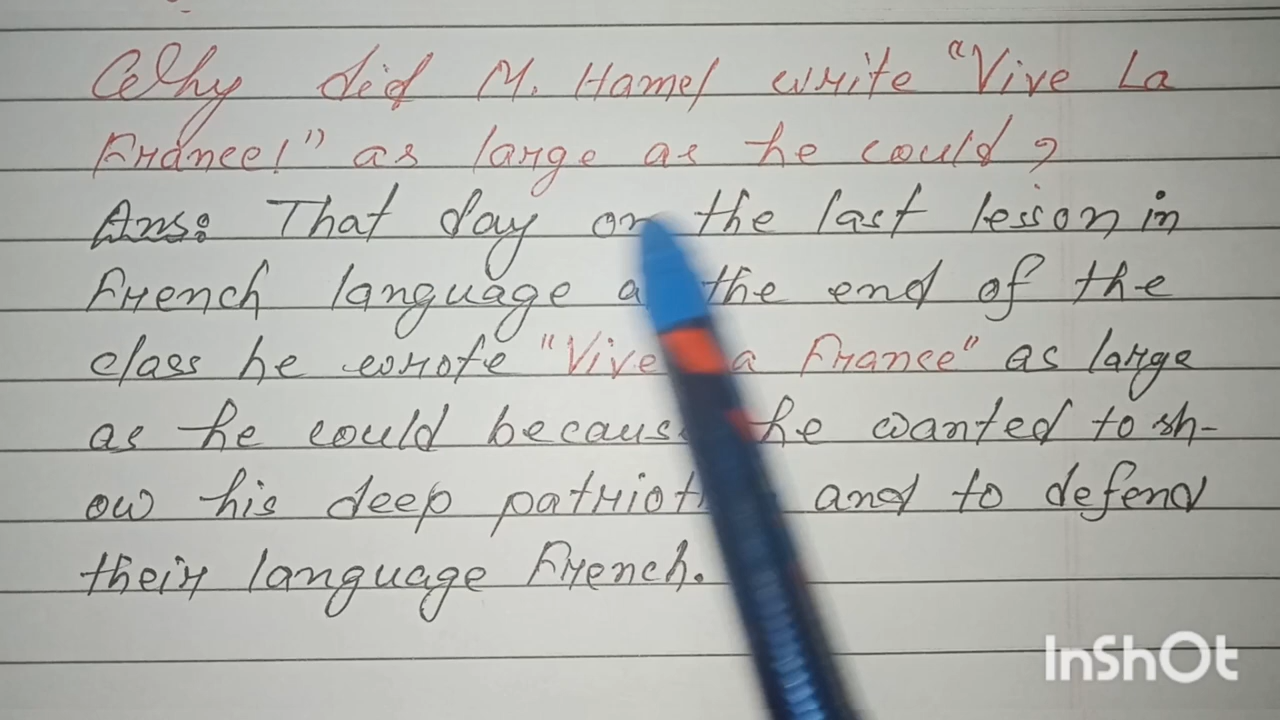 Why did M. Hamel write "Vive La
France!" as large as he could?
Ans: That day on the last lesson in
French language the end of the
class he wrote "Vive a France" as large
as he could because he wanted to sh-
ow his deep and to defend
their language French.
InShOt